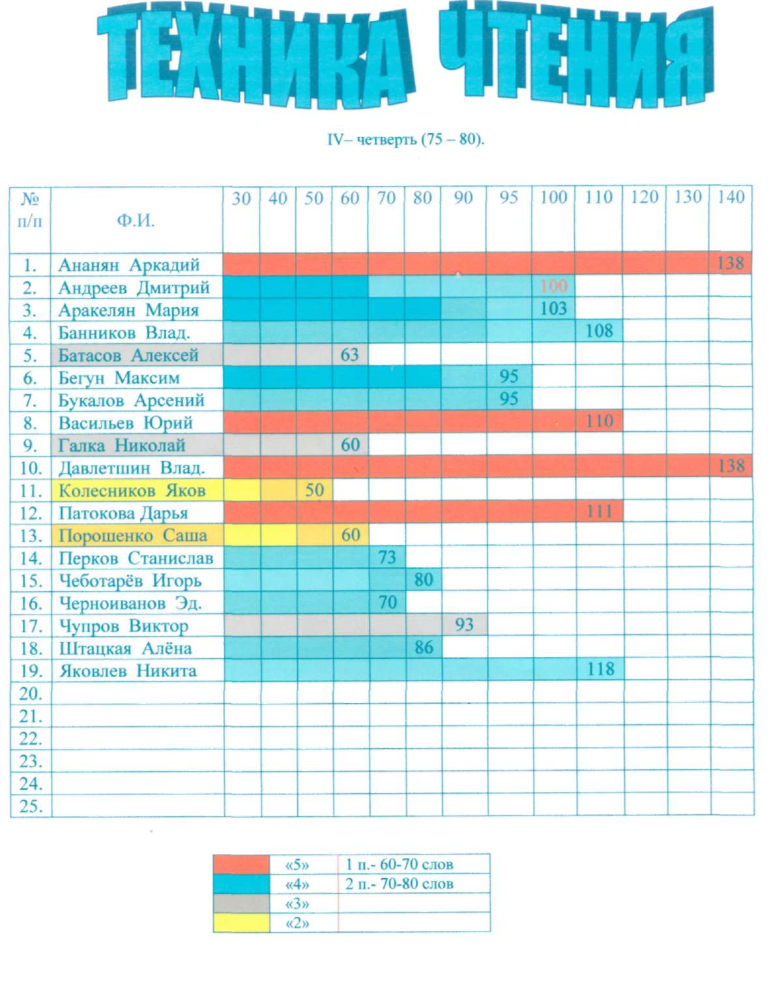 ТЕХНИКА ЧТЕНИЯ
IV– четверть (75 – 80).
№ п/п Ф.И. 30 40 50 60 70 80 90 95 100 110 120 130 140
1. Ананян Аркадий 138
2. Андреев Дмитрий 100
3. Аракелян Мария 103
4. Банников Влад. 108
5. Батасов Алексей 63
6. Бегун Максим 95
7. Букалов Арсений 95
8. Васильев Юрий 110
9. Галка Николай 60
10. Давлетшин Влад. 138
11. Колесников Яков 50
12. Патокова Дарья 111
13. Порошенко Саша 60
14. Перков Станислав 73
15. Чеботарёв Игорь 80
16. Черноиванов Эд. 70
17. Чупров Виктор 93
18. Штацкая Алёна 86
19. Яковлев Никита 118
20.
21.
22.
23.
24.
25.
«5» 1 п.- 60-70 слов
«4» 2 п.- 70-80 слов
«3»
«2»